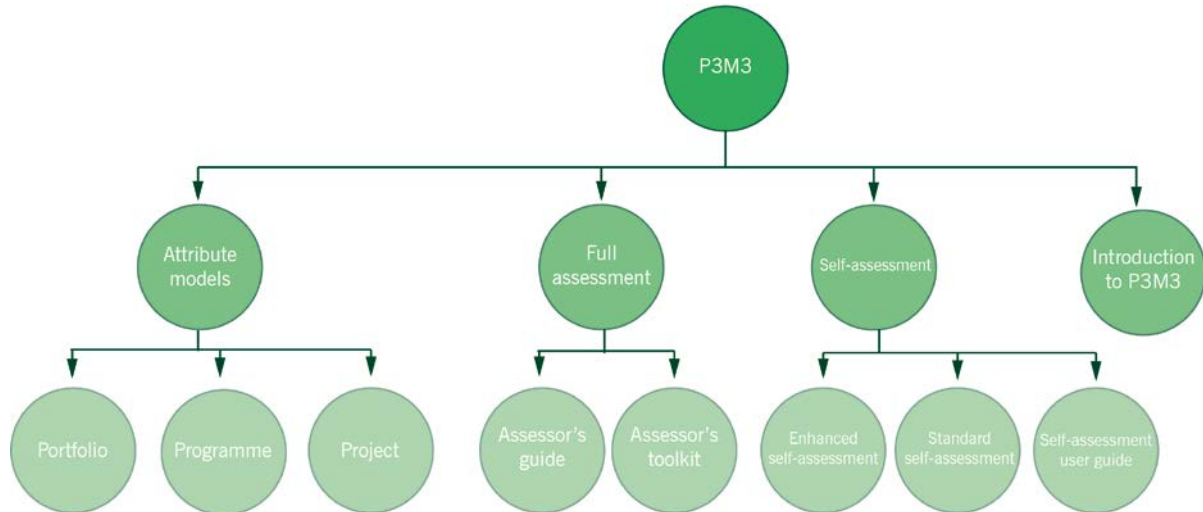 P3M3
Attribute
models
Full
assessment
Self-assessment
Introduction
to P3M3
Portfolio
Programme
Project
Assessor's
guide
Assessor's
toolkit
Enhanced
self-assessment
Standard
self-assessment
Self-assessment
user guide